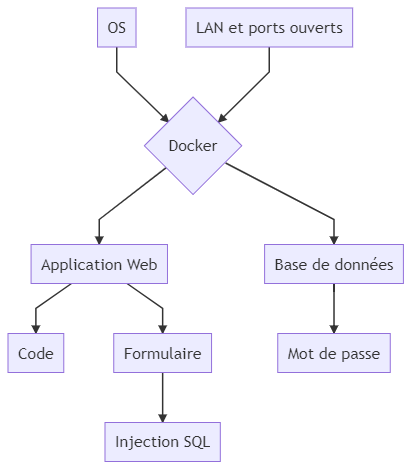 OS
LAN et ports ouverts
Docker
Application Web
Base de données
Code
Formulaire
Mot de passe
Injection SQL